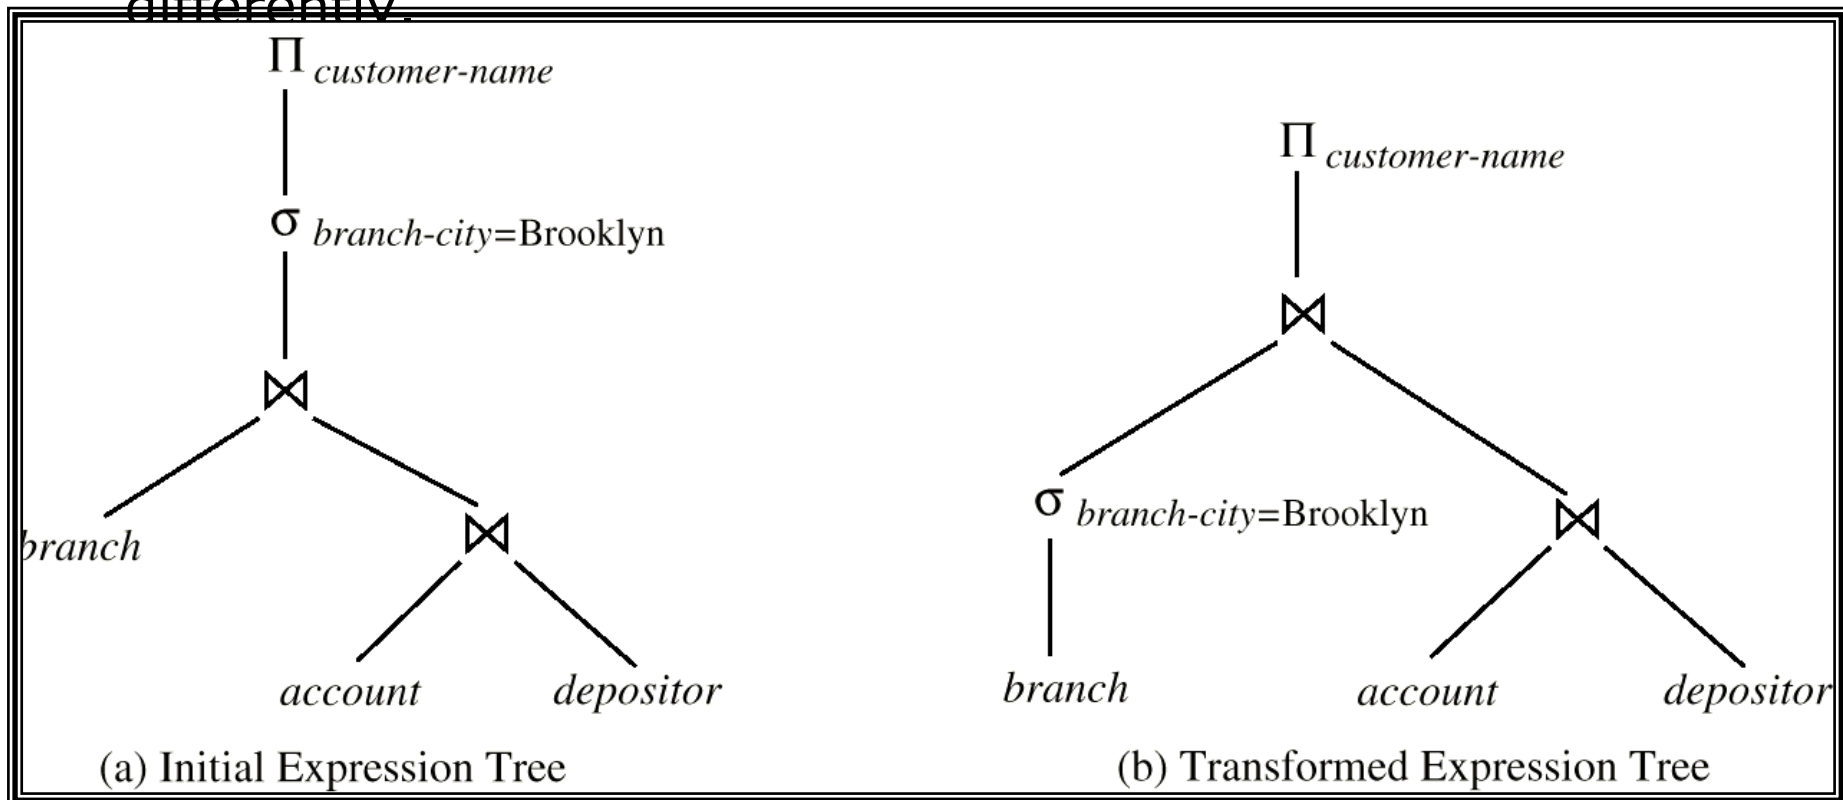 differently.
Π customer-name
σ branch-city=Brooklyn
⋈
branch
⋈
account depositor
(a) Initial Expression Tree
Π customer-name
⋈
σ branch-city=Brooklyn
⋈
branch
account
depositor
(b) Transformed Expression Tree